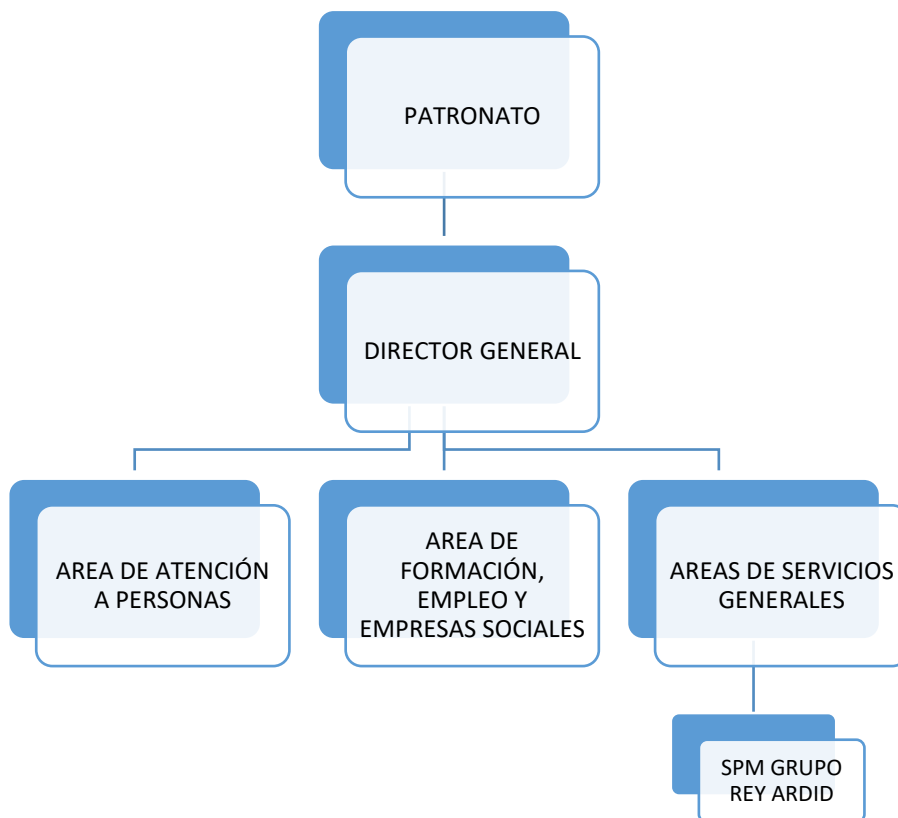 PATRONATO
DIRECTOR GENERAL
AREA DE ATENCIÓN
A PERSONAS
AREA DE
FORMACIÓN,
EMPLEO Y
EMPRESAS SOCIALES
AREAS DE SERVICIOS
GENERALES
SPM GRUPO
REY ARDID